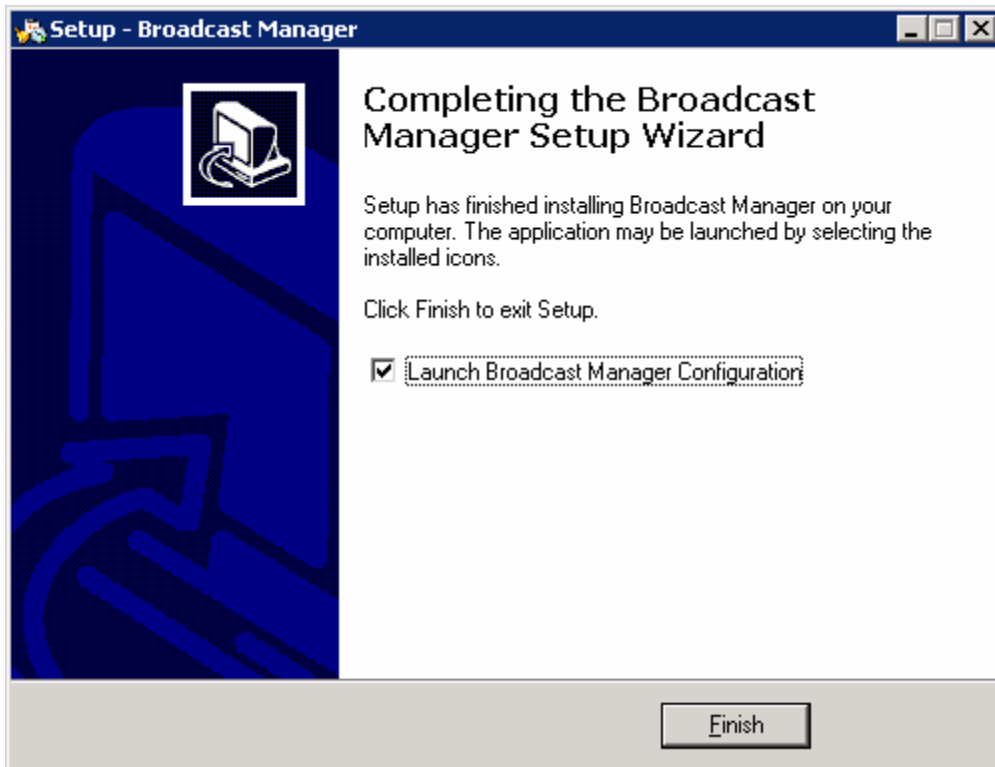 Setup - Broadcast Manager
Completing the Broadcast
Manager Setup Wizard
Setup has finished installing Broadcast Manager on your
computer. The application may be launched by selecting the
installed icons.
Click Finish to exit Setup.
Launch Broadcast Manager Configuration
Finish